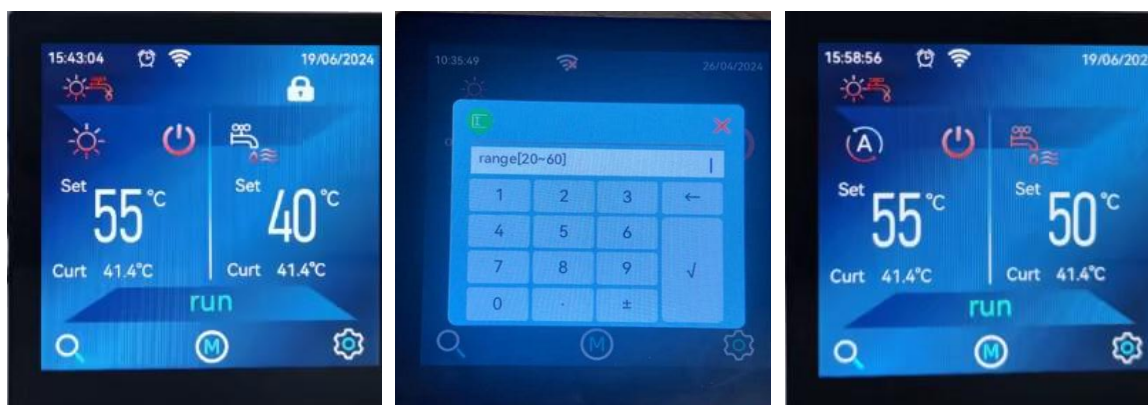 15:43:04 19/06/2024
Set 55 °C Set 40 °C
Curt 41.4°C Curt 41.4°C
run
M
10:35:49 26/04/2024
range[20~60]
1 2 3 ←
4 5 6
7 8 9 √
0 . ±
M
15:58:56 19/06/202
A
Set 55 °C Set 50 °C
Curt 41.4°C Curt 41.4°C
run
M